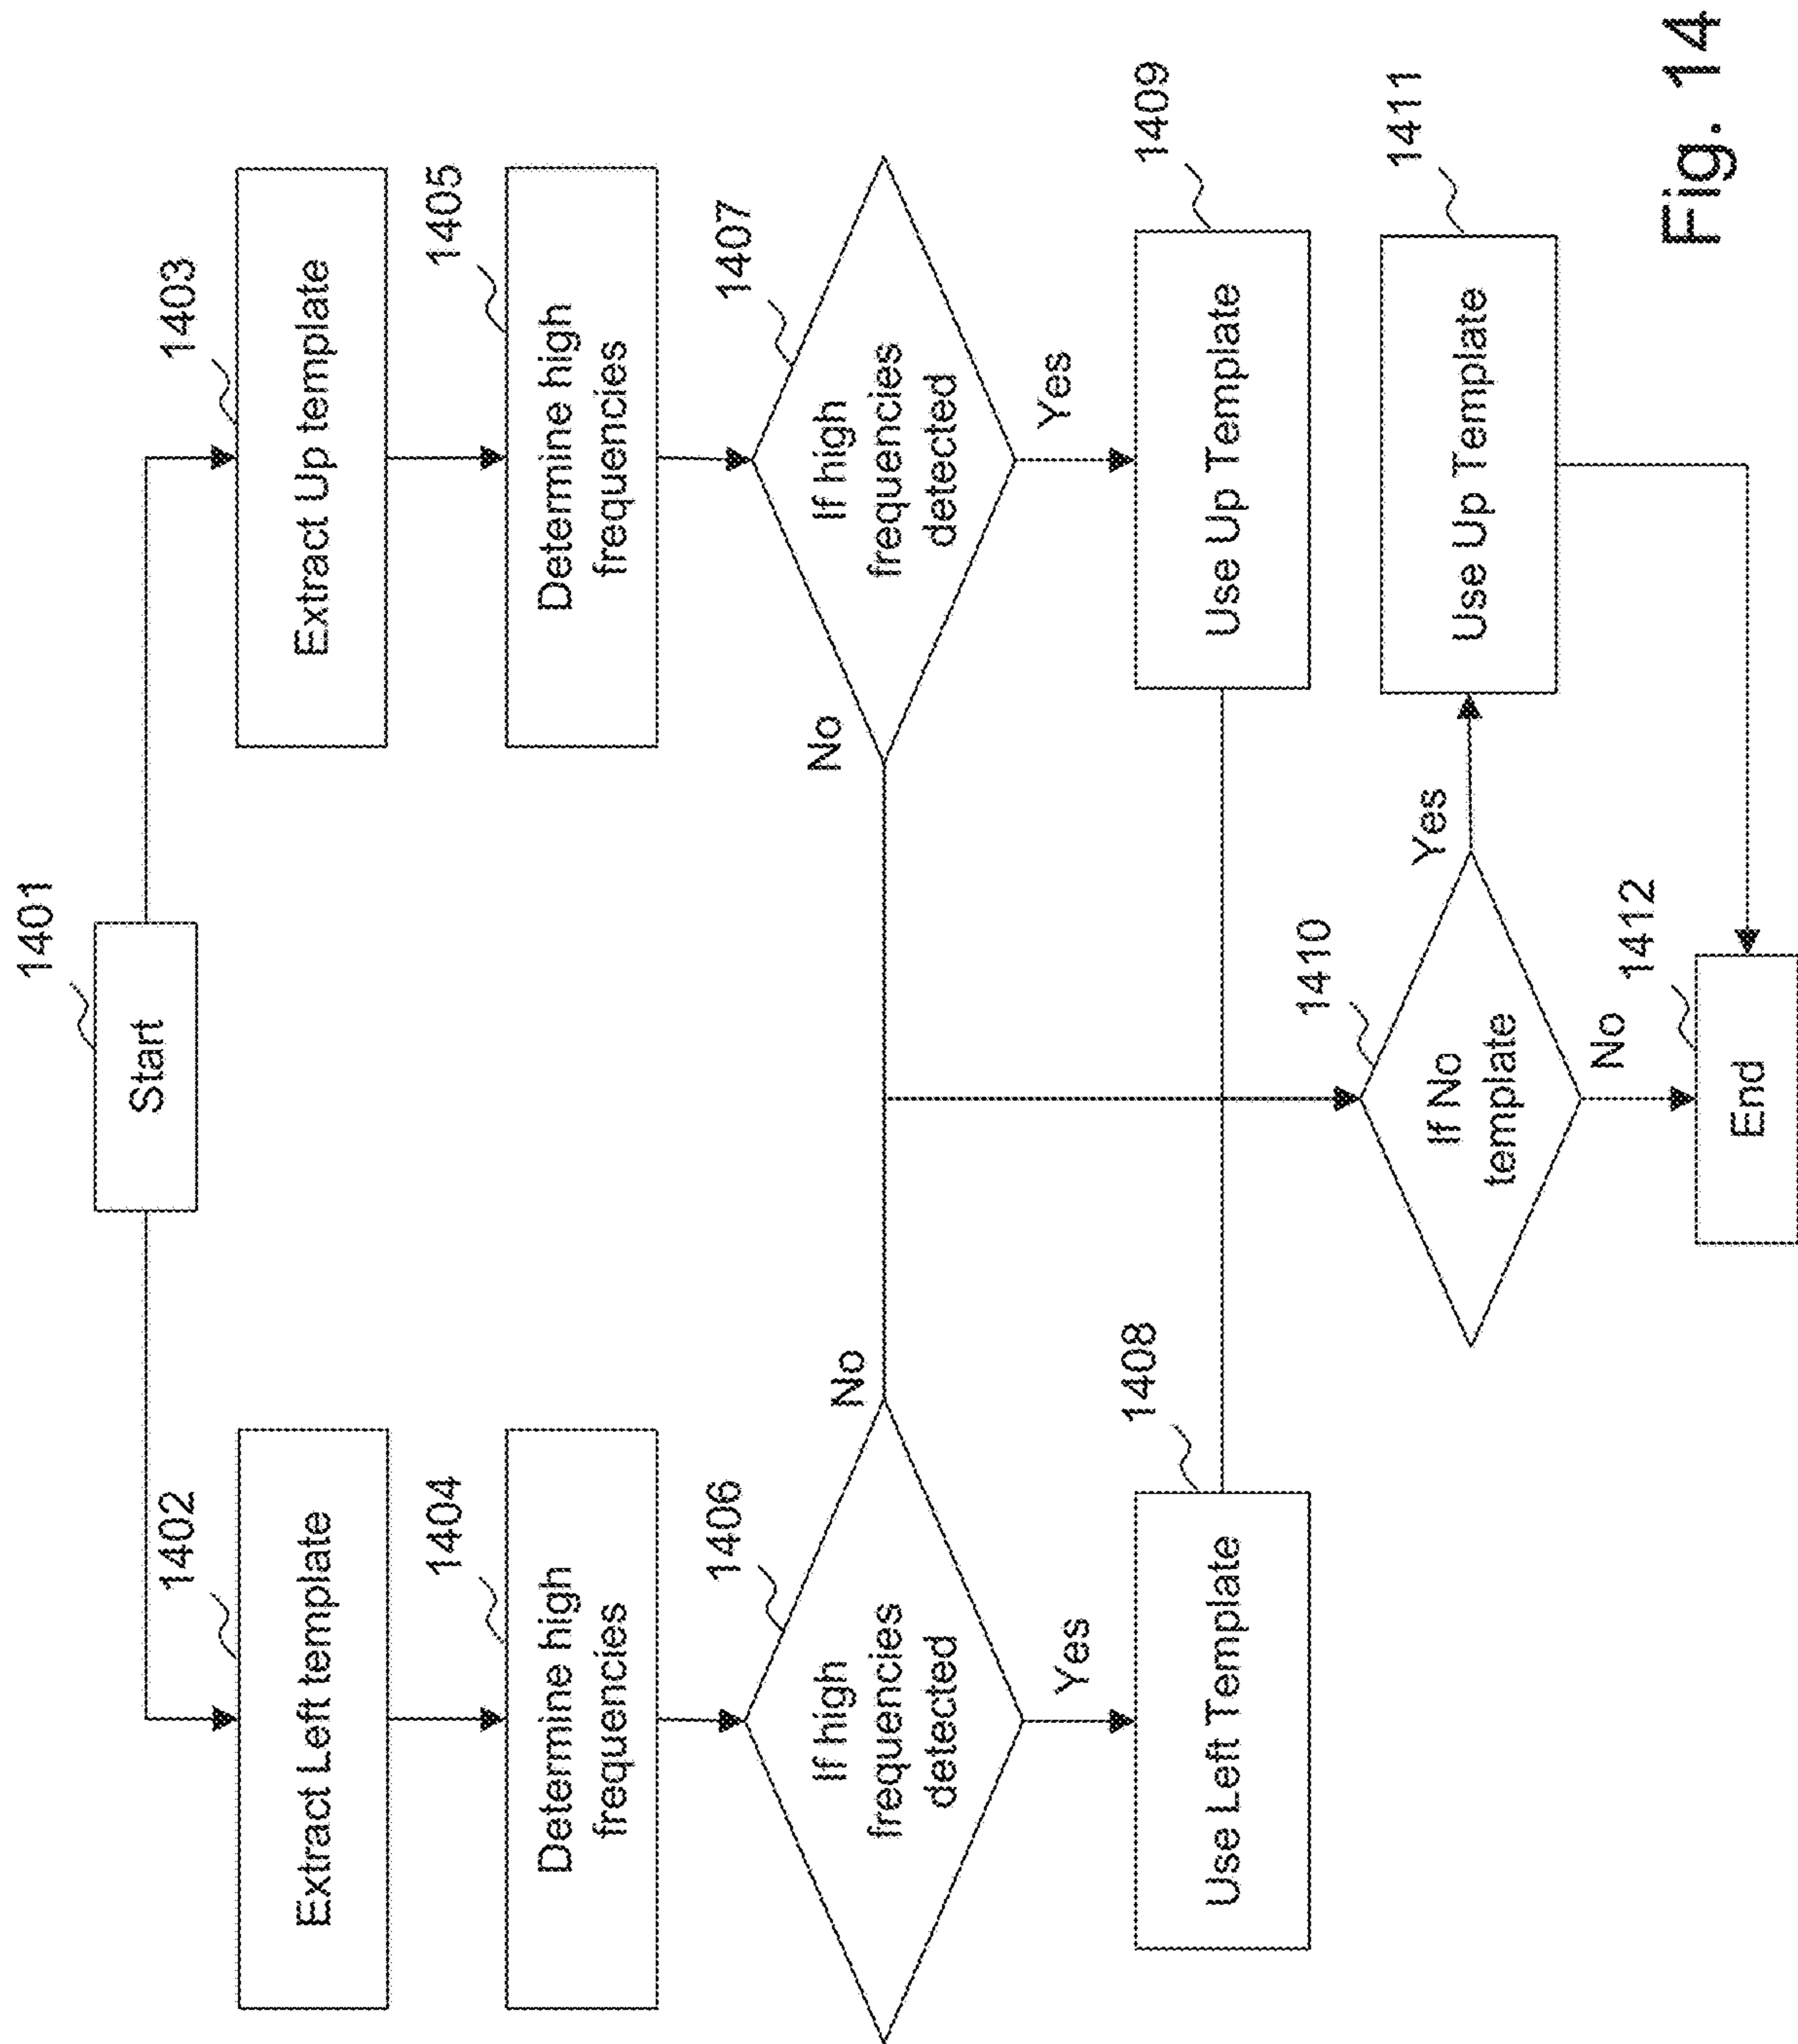 1401
Start
1402
1403
Extract Left template
Extract Up template
1404
1405
Determine high
frequencies
Determine high
frequencies
1406
1407
If high
frequencies
detected
If high
frequencies
detected
No
No
Yes
Yes
1408
1409
Use Left Template
Use Up Template
1410
1411
If No
template
Yes
Use Up Template
No
1412
End
Fig. 14